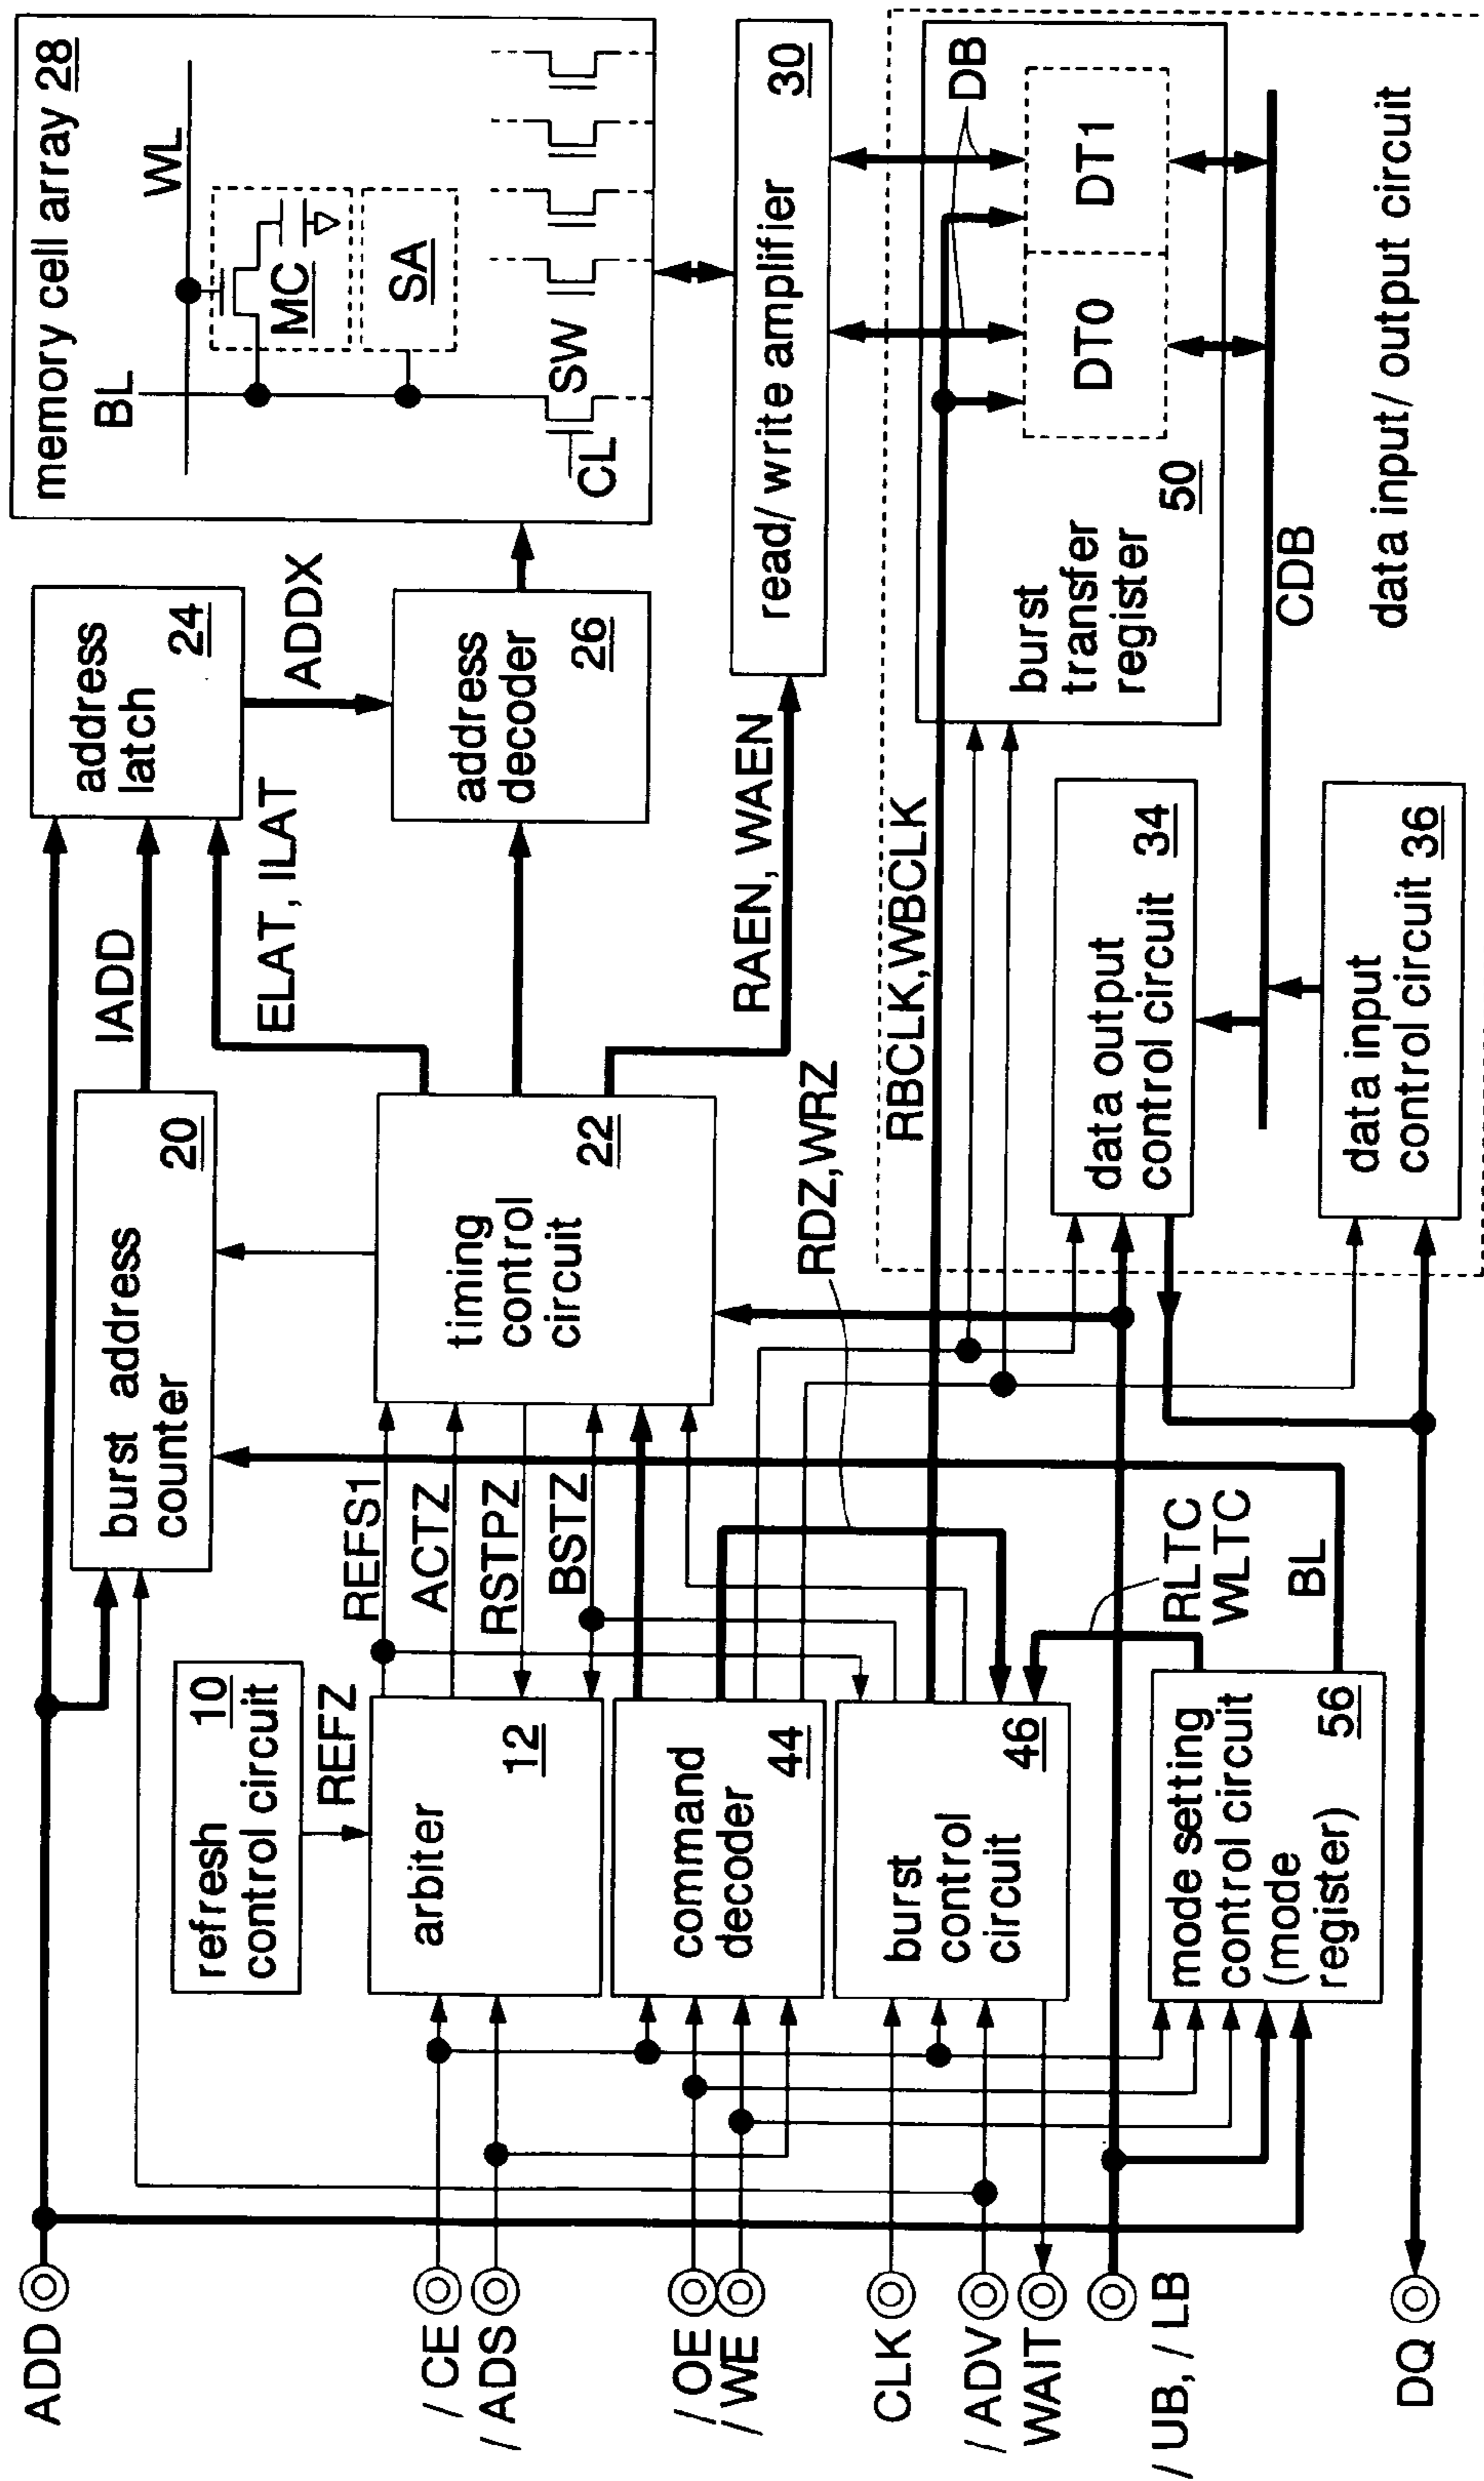 ADD
/ CE
/ ADS
/ OE
/ WE
CLK
/ ADV
WAIT
/ UB, / LB
DQ
refresh 10
control circuit
REFZ
arbiter
12
command
decoder
44
burst
control
circuit
46
mode setting
control circuit
(mode
register)
56
REFS1
ACTZ
RSTPZ
BSTZ
RLTC
WLTC
BL
burst address
counter
20
timing
control
circuit
22
RDZ,WRZ
IADD
ELAT, ILAT
RAEN, WAEN
RBCLK,WBCLK
address
latch
24
ADDX
address
decoder
26
memory cell array 28
BL
WL
MC
SA
SW
CL
read/ write amplifier
30
DB
DT0
DT1
burst
transfer
register
50
CDB
data output
control circuit 34
data input
control circuit 36
data input/ output circuit